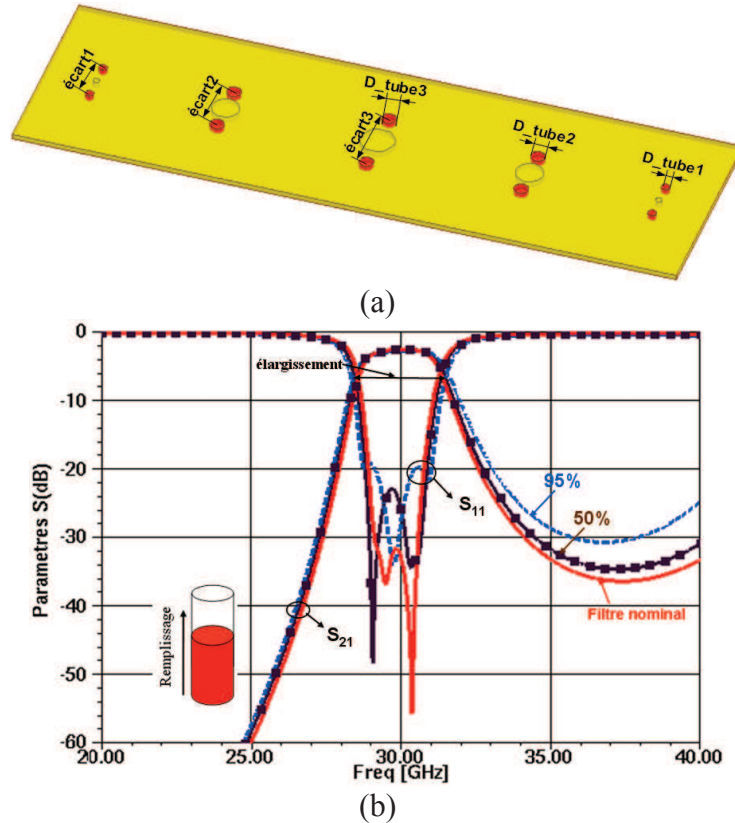 écart1
écart2
écart3
D_tube3
D_tube2
D_tube1
(a)
Parametres S(dB)
0
-10
-20
-30
-40
-50
-60
élargissement
S11
95%
50%
Filtre nominal
S21
Remplissage
20.00
25.00
30.00
35.00
40.00
Freq [GHz]
(b)